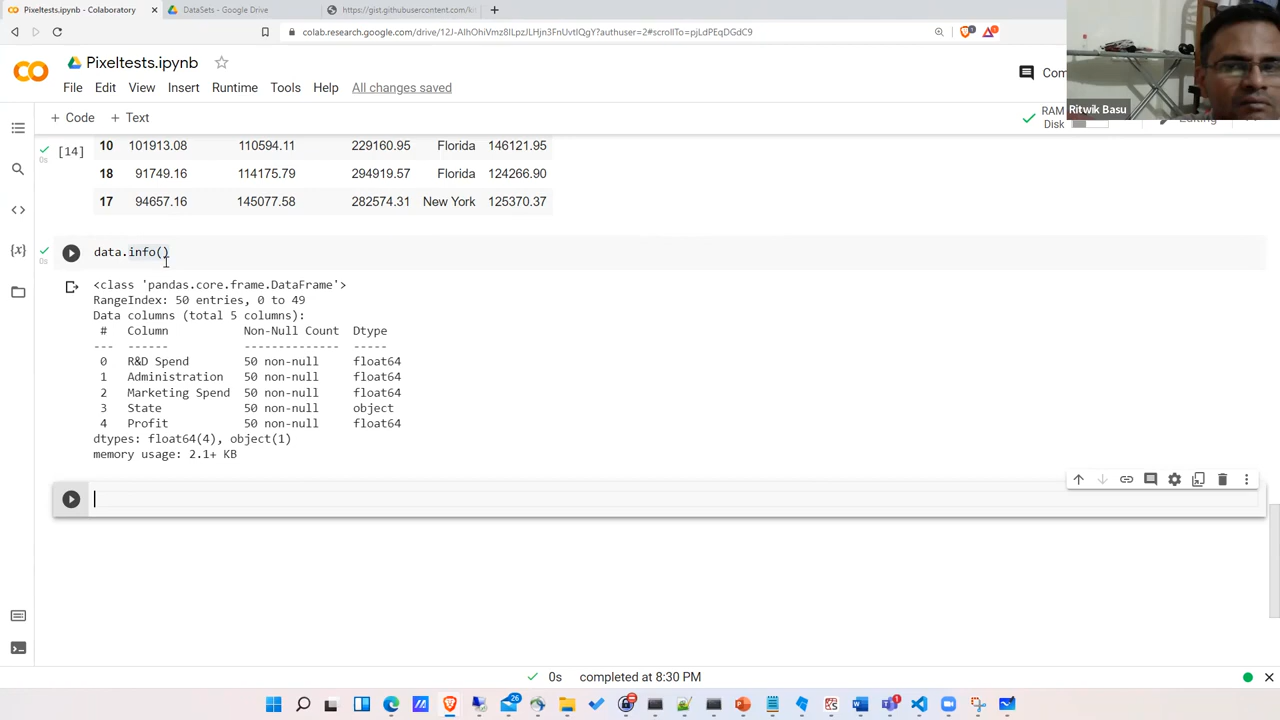 Pixeltests.ipynb - Colaboratory
DataSets - Google Drive
https://gist.githubusercontent.com/k
colab.research.google.com/drive/12J-AlhOhiVmz8ILpzJLHjn3FnUvtIQgY?authuser=2#scrollTo=pjLdPEqDGdC9
Pixeltests.ipynb
File Edit View Insert Runtime Tools Help All changes saved
Com
Ritwik Basu
+ Code + Text
RAM
Disk
Editing
[14]
10 101913.08 110594.11 229160.95 Florida 146121.95
18 91749.16 114175.79 294919.57 Florida 124266.90
17 94657.16 145077.58 282574.31 New York 125370.37
0s
data.info()
0s
<class 'pandas.core.frame.DataFrame'>
RangeIndex: 50 entries, 0 to 49
Data columns (total 5 columns):
# Column Non-Null Count Dtype
--- ------ -------------- -----
0 R&D Spend 50 non-null float64
1 Administration 50 non-null float64
2 Marketing Spend 50 non-null float64
3 State 50 non-null object
4 Profit 50 non-null float64
dtypes: float64(4), object(1)
memory usage: 2.1+ KB
0s completed at 8:30 PM
26
1